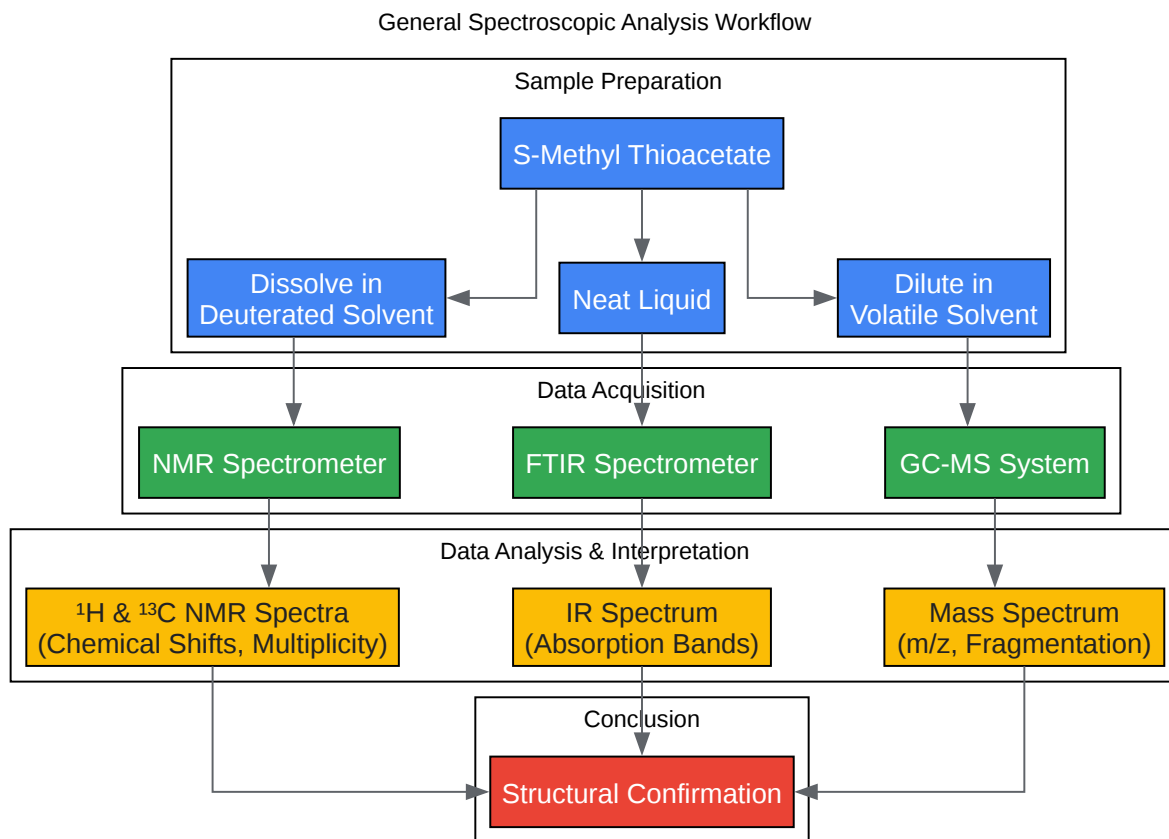 General Spectroscopic Analysis Workflow
Sample Preparation
S-Methyl Thioacetate
Dissolve in
Deuterated Solvent
Neat Liquid
Dilute in
Volatile Solvent
Data Acquisition
NMR Spectrometer
FTIR Spectrometer
GC-MS System
Data Analysis & Interpretation
¹H & ¹³C NMR Spectra
(Chemical Shifts, Multiplicity)
IR Spectrum
(Absorption Bands)
Mass Spectrum
(m/z, Fragmentation)
Conclusion
Structural Confirmation